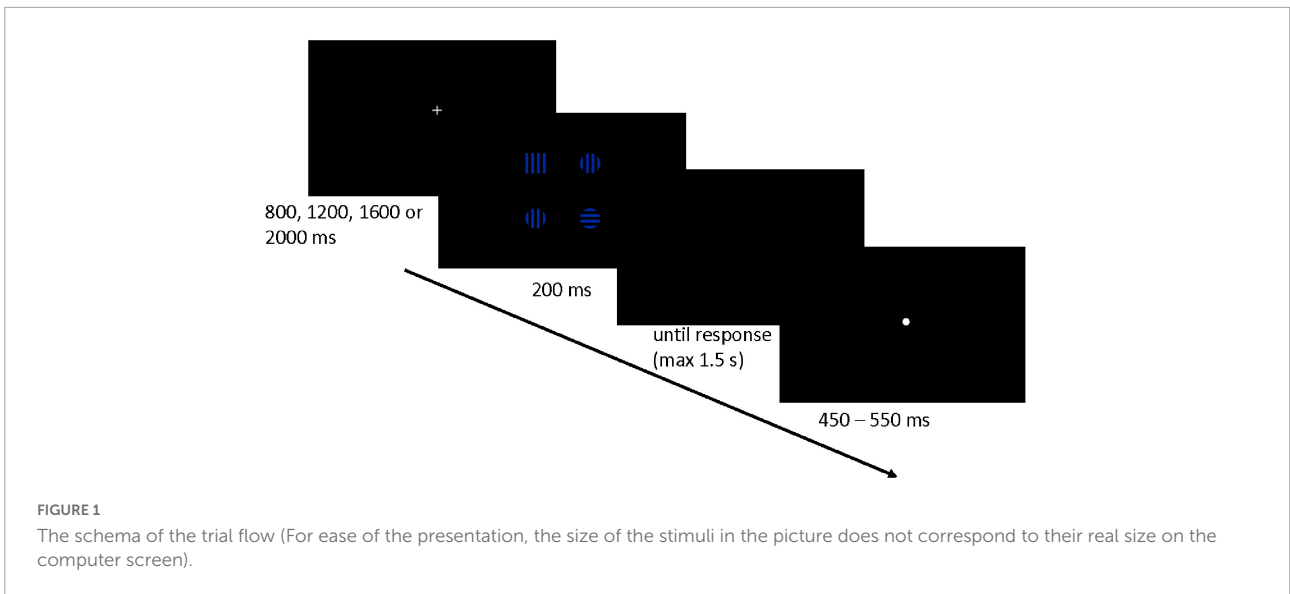 800, 1200, 1600 or
2000 ms
200 ms
until response
(max 1.5 s)
450 – 550 ms
FIGURE 1
The schema of the trial flow (For ease of the presentation, the size of the stimuli in the picture does not correspond to their real size on the
computer screen).